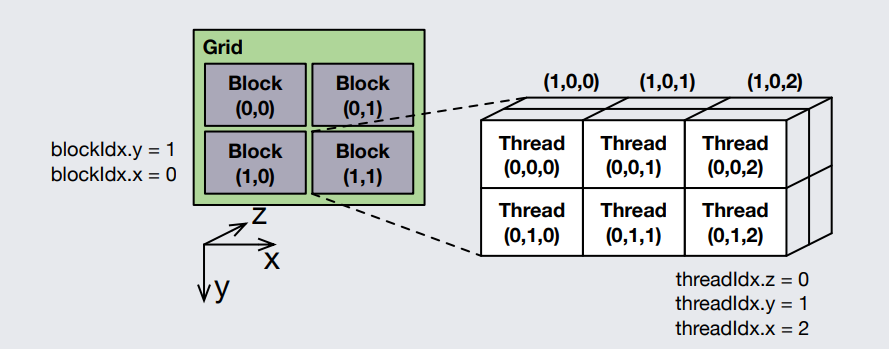 Grid
Block
(0,0)
Block
(0,1)
Block
(1,0)
Block
(1,1)
blockIdx.y = 1
blockIdx.x = 0
z
x
y
(1,0,0)
(1,0,1)
(1,0,2)
Thread
(0,0,0)
Thread
(0,0,1)
Thread
(0,0,2)
Thread
(0,1,0)
Thread
(0,1,1)
Thread
(0,1,2)
threadIdx.z = 0
threadIdx.y = 1
threadIdx.x = 2